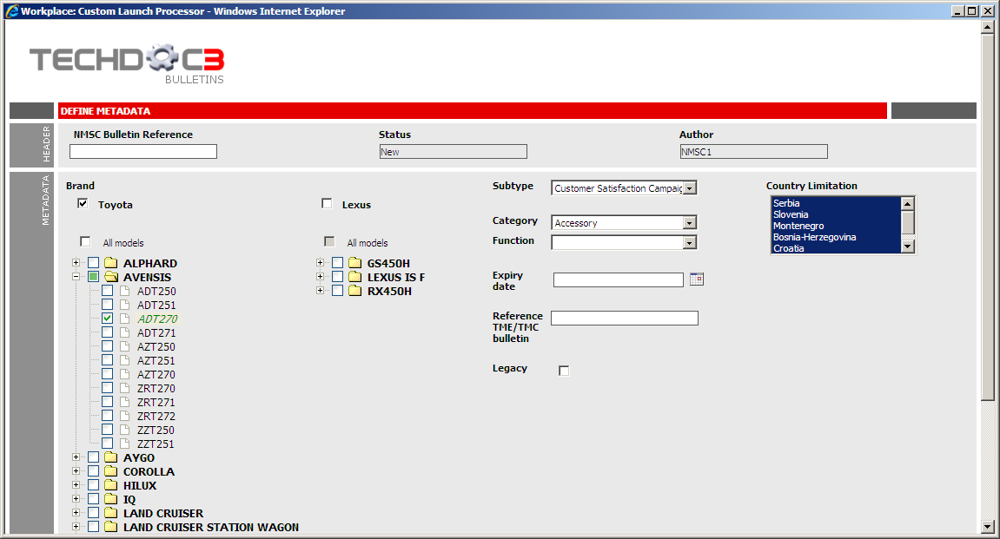 Workplace: Custom Launch Processor - Windows Internet Explorer
TECHDOC3
BULLETINS
DEFINE METADATA
HEADER
NMSC Bulletin Reference
Status
New
Author
NMSC1
METADATA
Brand
Toyota
Lexus
All models
All models
ALPHARD
AVENSIS
ADT250
ADT251
ADT270
ADT271
AZT250
AZT251
AZT270
ZRT270
ZRT271
ZRT272
ZZT250
ZZT251
AYGO
COROLLA
HILUX
IQ
LAND CRUISER
LAND CRUISER STATION WAGON
GS450H
LEXUS IS F
RX450H
Subtype
Customer Satisfaction Campaig
Category
Accessory
Function
Expiry
date
Reference
TME/TMC
bulletin
Legacy
Country Limitation
Serbia
Slovenia
Montenegro
Bosnia-Herzegovina
Croatia